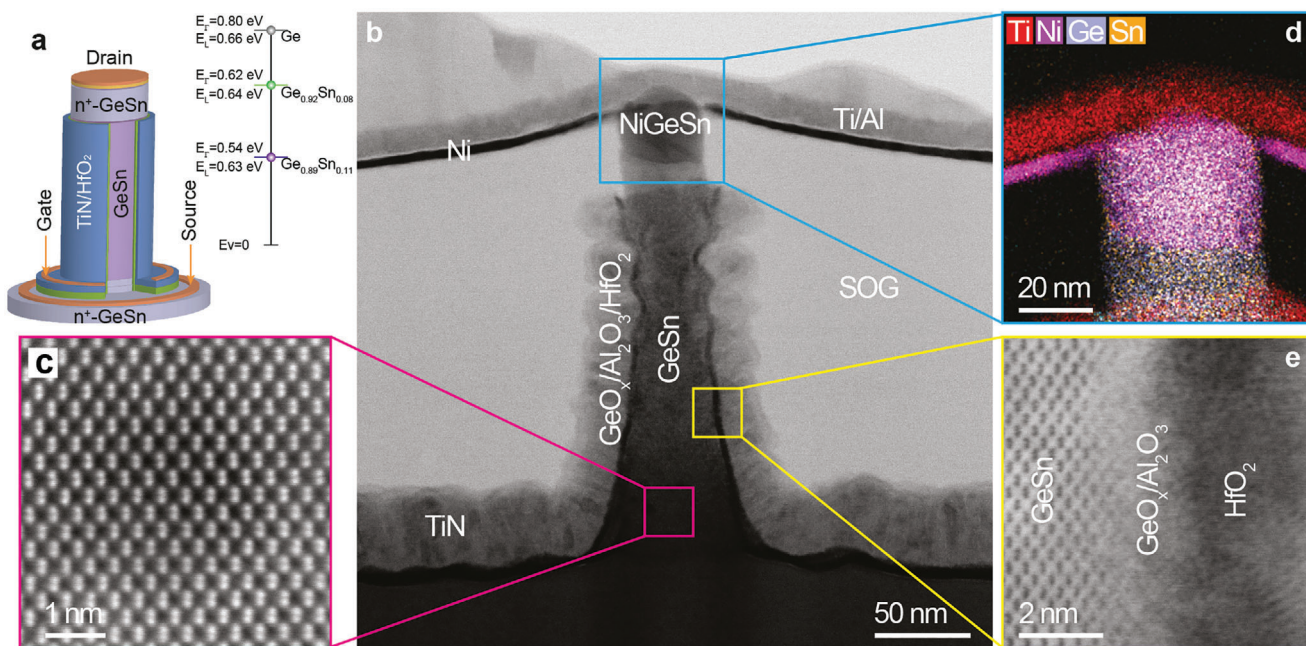 a
Drain
n⁺-GeSn
TiN/HfO₂
GeSn
Gate
Source
n⁺-GeSn
E_Γ=0.80 eV
E_L=0.66 eV
Ge
E_Γ=0.62 eV
E_L=0.64 eV
Ge₀.₉₂Sn₀.₀₈
E_Γ=0.54 eV
E_L=0.63 eV
Ge₀.₈₉Sn₀.₁₁
Ev=0
b
NiGeSn
Ti/Al
Ni
GeOₓ/Al₂O₃/HfO₂
GeSn
SOG
TiN
50 nm
c
1 nm
Ti Ni Ge Sn
d
20 nm
e
GeSn
GeOₓ/Al₂O₃
HfO₂
2 nm